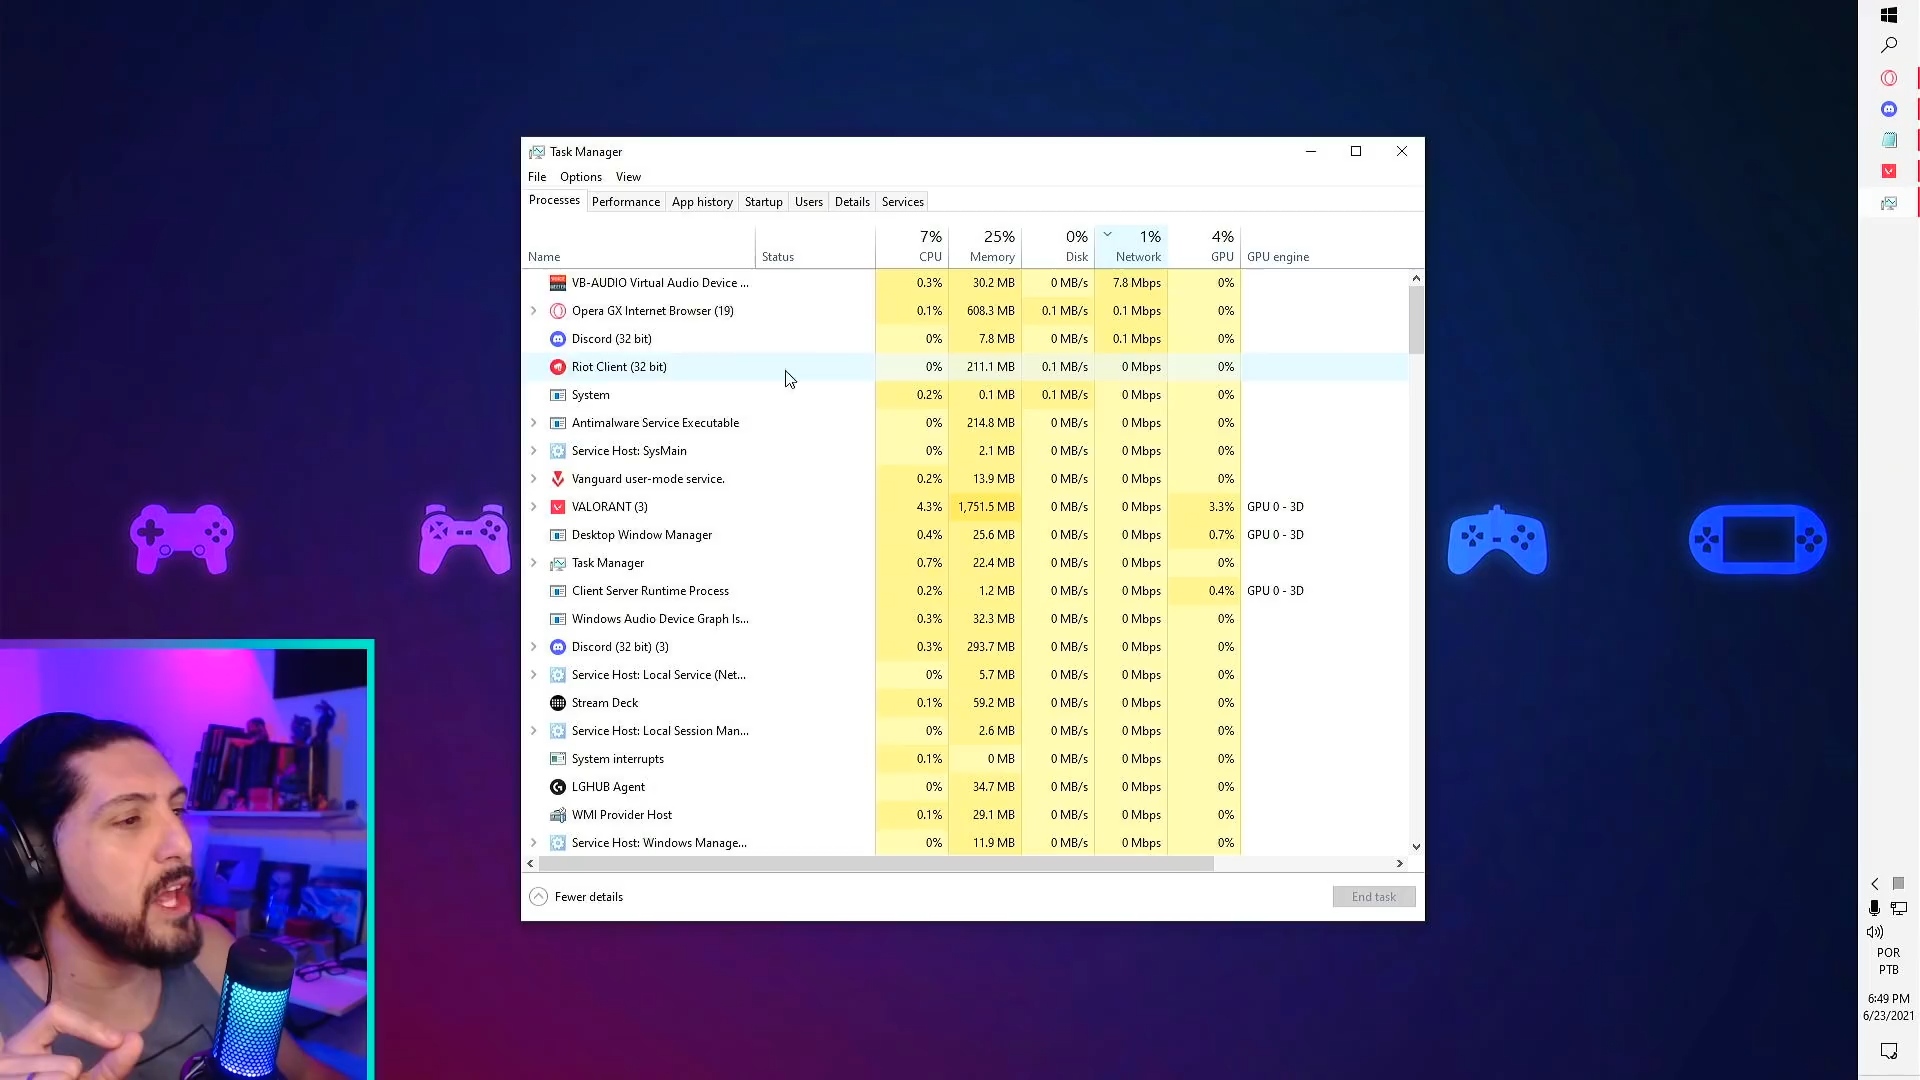 Task Manager
File Options View
Processes Performance App history Startup Users Details Services
7% 25% 0% 1% 4%
Name Status CPU Memory Disk Network GPU GPU engine
VB-AUDIO Virtual Audio Device ... 0.3% 30.2 MB 0 MB/s 7.8 Mbps 0%
Opera GX Internet Browser (19) 0.1% 608.3 MB 0.1 MB/s 0.1 Mbps 0%
Discord (32 bit) 0% 7.8 MB 0 MB/s 0.1 Mbps 0%
Riot Client (32 bit) 0% 211.1 MB 0.1 MB/s 0 Mbps 0%
System 0.2% 0.1 MB 0.1 MB/s 0 Mbps 0%
Antimalware Service Executable 0% 214.8 MB 0 MB/s 0 Mbps 0%
Service Host: SysMain 0% 2.1 MB 0 MB/s 0 Mbps 0%
Vanguard user-mode service. 0.2% 13.9 MB 0 MB/s 0 Mbps 0%
VALORANT (3) 4.3% 1,751.5 MB 0 MB/s 0 Mbps 3.3% GPU 0 - 3D
Desktop Window Manager 0.4% 25.6 MB 0 MB/s 0 Mbps 0.7% GPU 0 - 3D
Task Manager 0.7% 22.4 MB 0 MB/s 0 Mbps 0%
Client Server Runtime Process 0.2% 1.2 MB 0 MB/s 0 Mbps 0.4% GPU 0 - 3D
Windows Audio Device Graph Is... 0.3% 32.3 MB 0 MB/s 0 Mbps 0%
Discord (32 bit) (3) 0.3% 293.7 MB 0 MB/s 0 Mbps 0%
Service Host: Local Service (Net... 0% 5.7 MB 0 MB/s 0 Mbps 0%
Stream Deck 0.1% 59.2 MB 0 MB/s 0 Mbps 0%
Service Host: Local Session Man... 0% 2.6 MB 0 MB/s 0 Mbps 0%
System interrupts 0.1% 0 MB 0 MB/s 0 Mbps 0%
LGHUB Agent 0% 34.7 MB 0 MB/s 0 Mbps 0%
WMI Provider Host 0.1% 29.1 MB 0 MB/s 0 Mbps 0%
Service Host: Windows Manage... 0% 11.9 MB 0 MB/s 0 Mbps 0%
Fewer details End task
POR
PTB
6:49 PM
6/23/2021